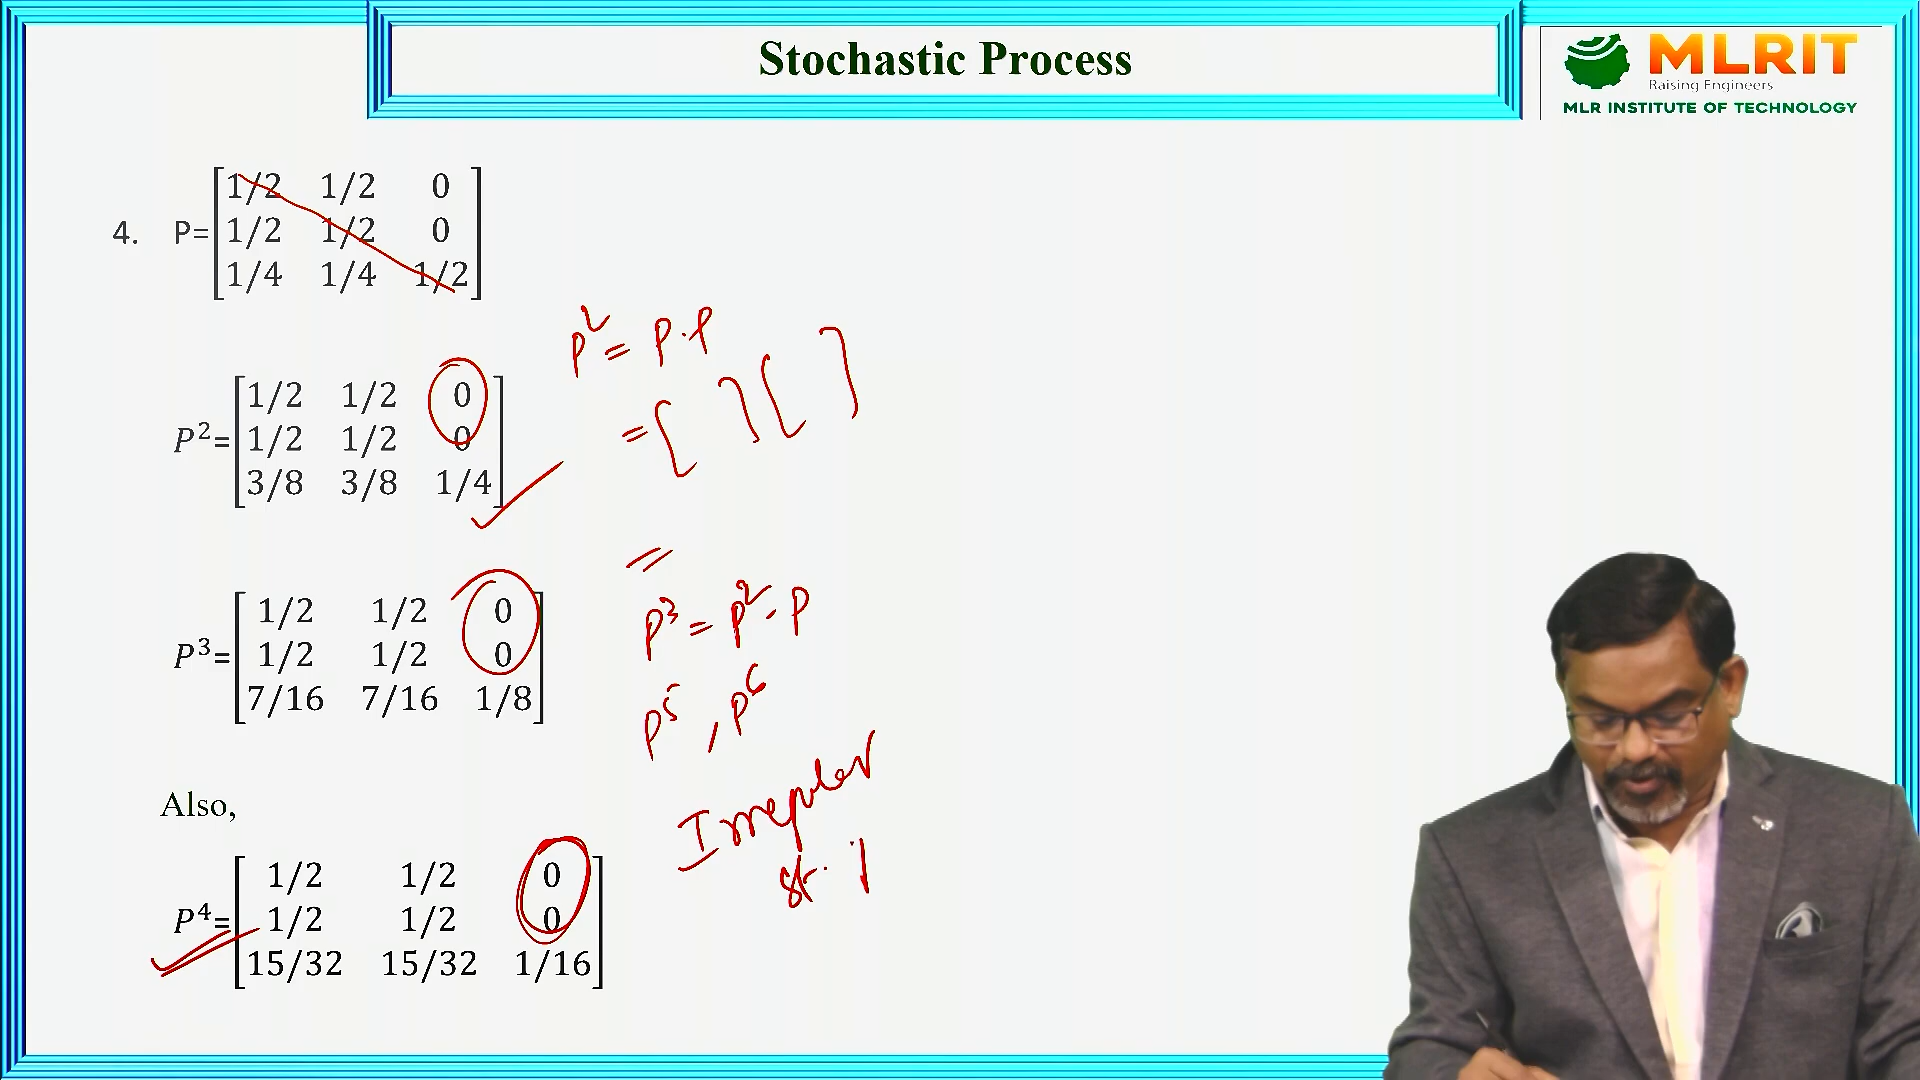 Stochastic Process
MLRIT
Raising Engineers
MLR INSTITUTE OF TECHNOLOGY
4. P= [1/2 1/2 0
1/2 1/2 0
1/4 1/4 1/2]
P²= [1/2 1/2 0
1/2 1/2 0
3/8 3/8 1/4]
P³= [1/2 1/2 0
1/2 1/2 0
7/16 7/16 1/8]
Also,
P⁴= [1/2 1/2 0
1/2 1/2 0
15/32 15/32 1/16]
P² = P.P
= [ ] [ ]
=
P³ = P². P
P⁵, P⁶
Irregular
st.